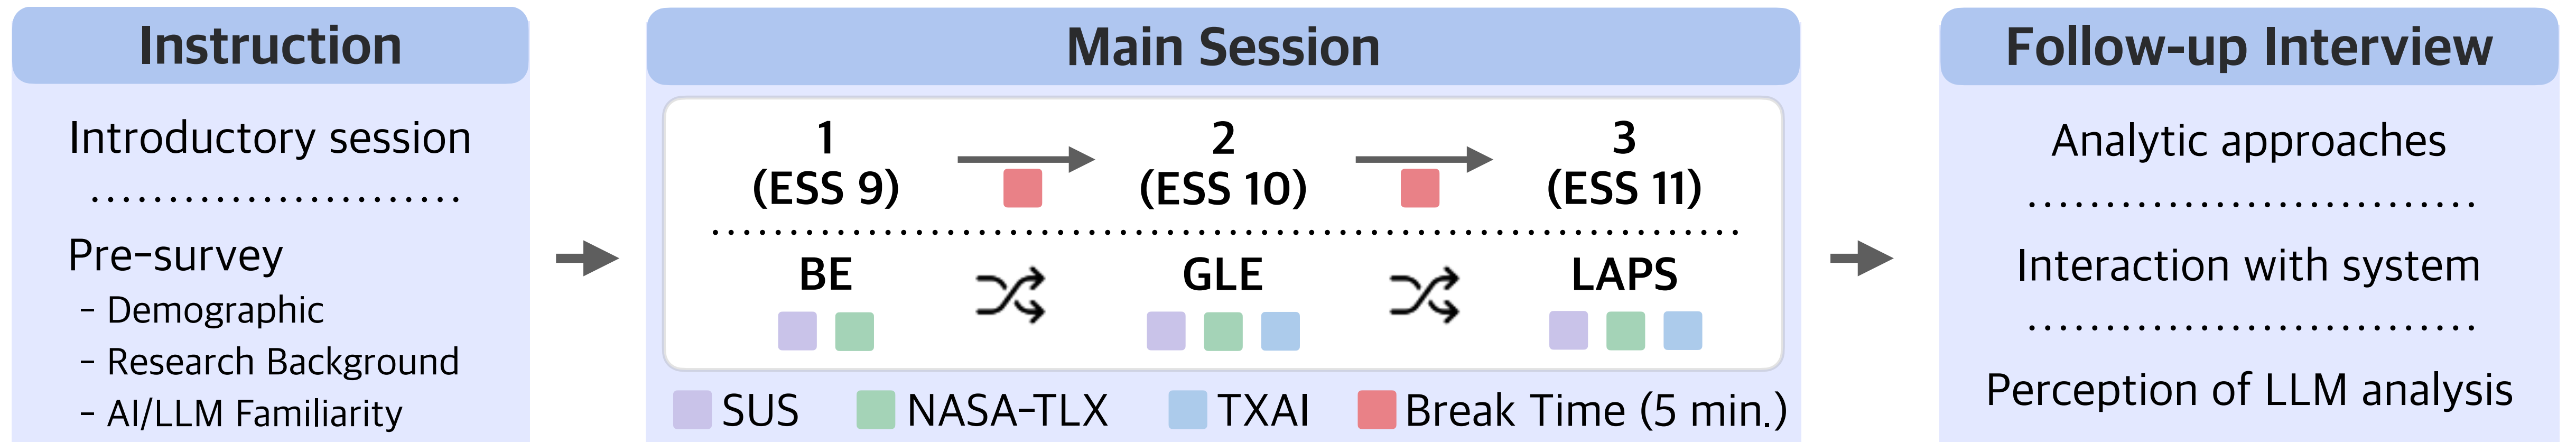 Instruction
Introductory session
Pre-survey
- Demographic
- Research Background
- AI/LLM Familiarity
Main Session
1
(ESS 9)
2
(ESS 10)
3
(ESS 11)
BE
GLE
LAPS
SUS
NASA-TLX
TXAI
Break Time (5 min.)
Follow-up Interview
Analytic approaches
Interaction with system
Perception of LLM analysis